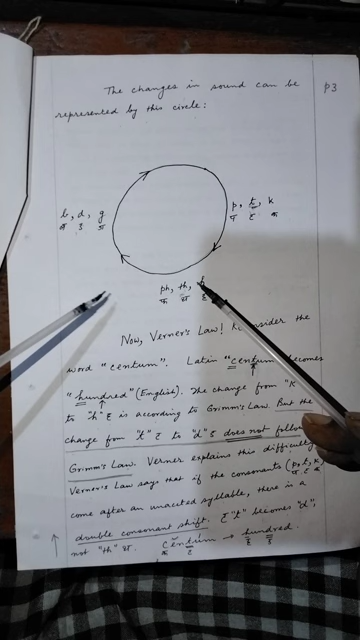 The changes in sound can be
p3
represented by this circle:
b, d, g
p, t, k
ph, th, h
Now, Verner's Law! Consider the
word "centum". Latin "centum" becomes
"hundred" (English). The change from "K
to "h" is according to Grimm's Law. But the
change from "t" to "d" does not follow
Grimm's Law. Verner explains this difficulty
Verner's Law says that if the consonants (p, t, k)
come after an unaccented syllable, there is a
double consonant shift. "t" becomes "d",
not "th". centum → hundred.